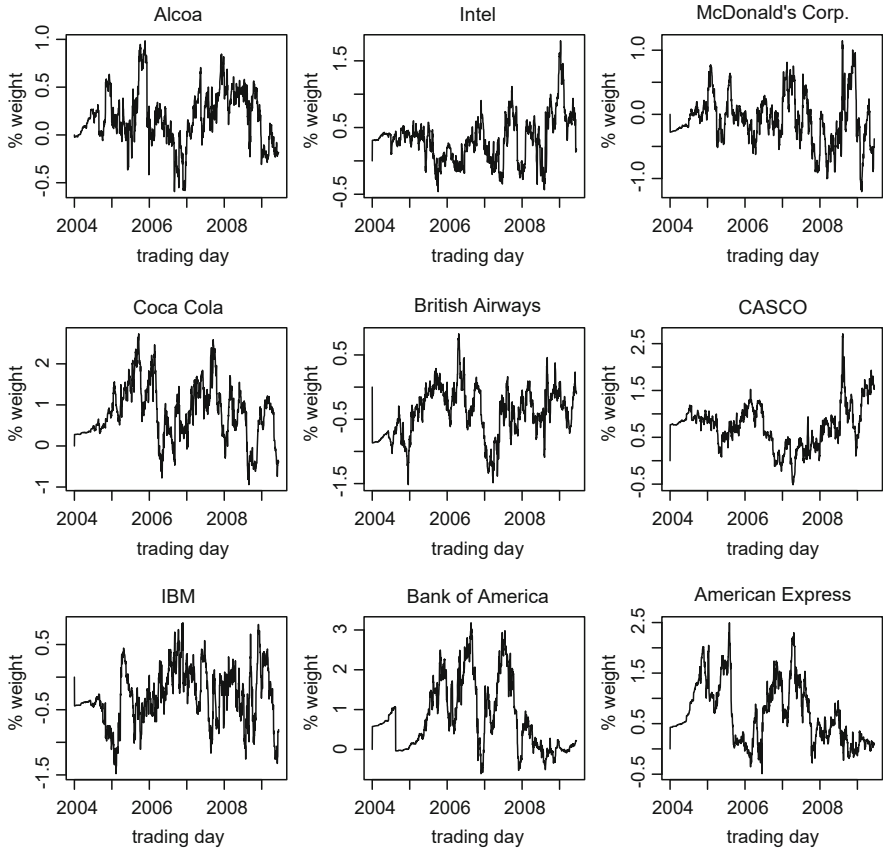 Alcoa
% weight
1.0
0.5
0.0
-0.5
2004 2006 2008
trading day
Intel
% weight
1.5
0.5
-0.5
2004 2006 2008
trading day
McDonald's Corp.
% weight
1.0
0.0
-1.0
2004 2006 2008
trading day
Coca Cola
% weight
2
1
0
-1
2004 2006 2008
trading day
British Airways
% weight
0.5
-0.5
-1.5
2004 2006 2008
trading day
CASCO
% weight
2.5
1.5
0.5
-0.5
2004 2006 2008
trading day
IBM
% weight
0.5
-0.5
-1.5
2004 2006 2008
trading day
Bank of America
% weight
3
2
1
0
2004 2006 2008
trading day
American Express
% weight
2.5
1.5
0.5
-0.5
2004 2006 2008
trading day